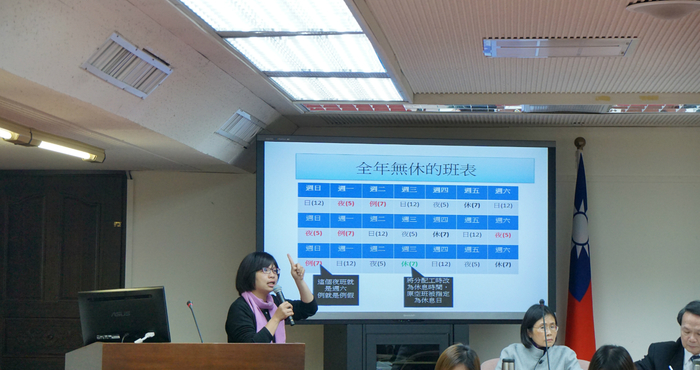 全年無休的班表
週日 週一 週二 週三 週四 週五 週六
日(12) 夜(5) 例(7) 日(12) 夜(5) 休(7) 日(12)
週日 週一 週二 週三 週四 週五 週六
夜(5) 例(7) 日(12) 夜(5) 休(7) 日(12) 夜(5)
週日 週一 週二 週三 週四 週五 週六
例(7) 日(12) 夜(5) 休(7) 日(12) 夜(5) 休(7)
這個夜班就
是週六
例就是例假
將分配工時改
為休息時間，
原空班被指定
為休息日